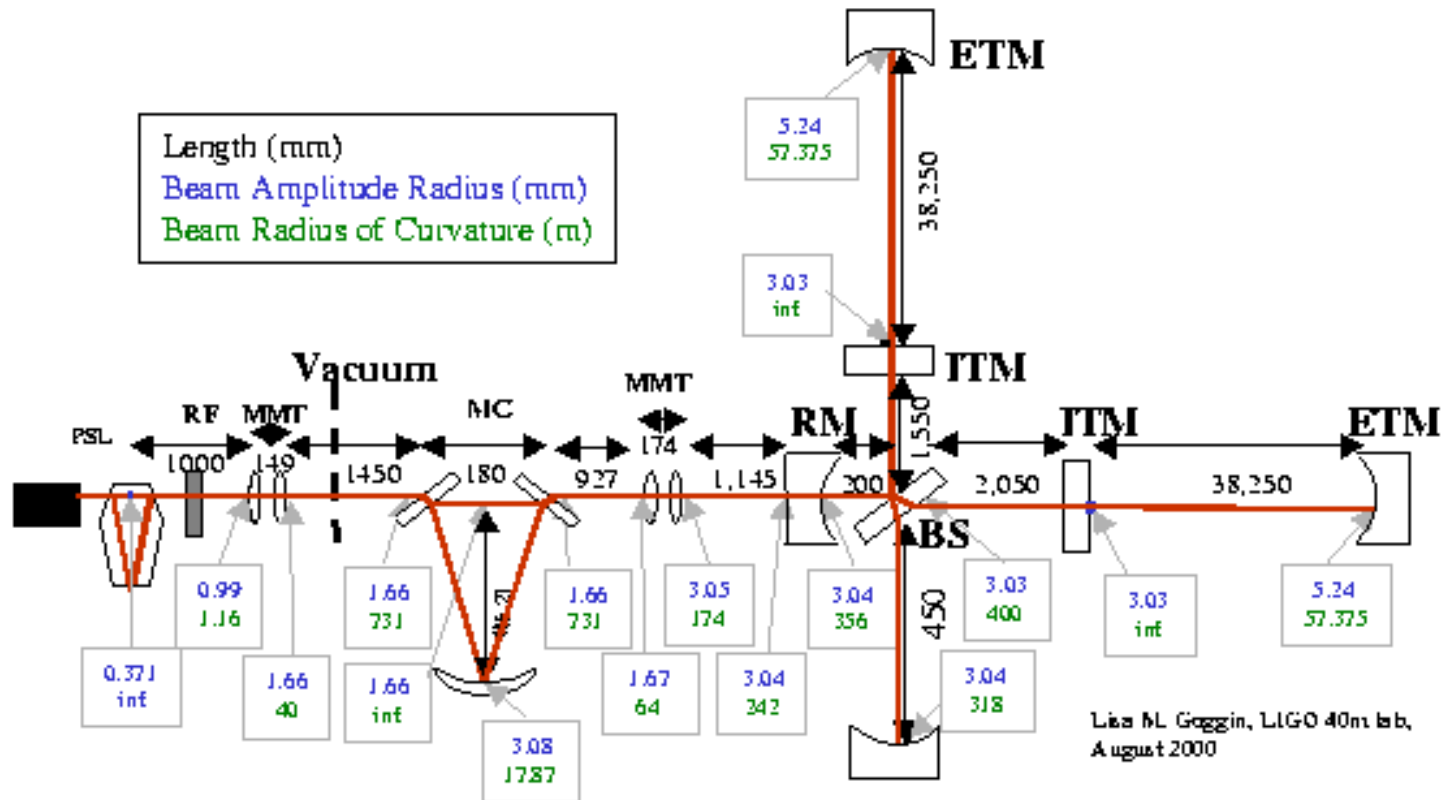 ETM
5.24
57.375
Length (mm)
Beam Amplitude Radius (mm)
Beam Radius of Curvature (m)
38,250
3.03
inf
Vacuum
ITM
MMT
MC
RF
MMT
RM
1,550
ITM
ETM
PSL
1000
149
1450
180
927
174
1,145
200
2,050
38,250
BS
0.99
1.16
1.66
731
1.66
731
3.05
174
3.04
356
450
3.03
400
3.03
inf
5.24
57.375
0.371
inf
1.66
40
1.66
inf
1.67
64
3.04
242
3.04
318
3.08
17.87
Lisa M. Goggin, LIGO 40m lab,
August 2000